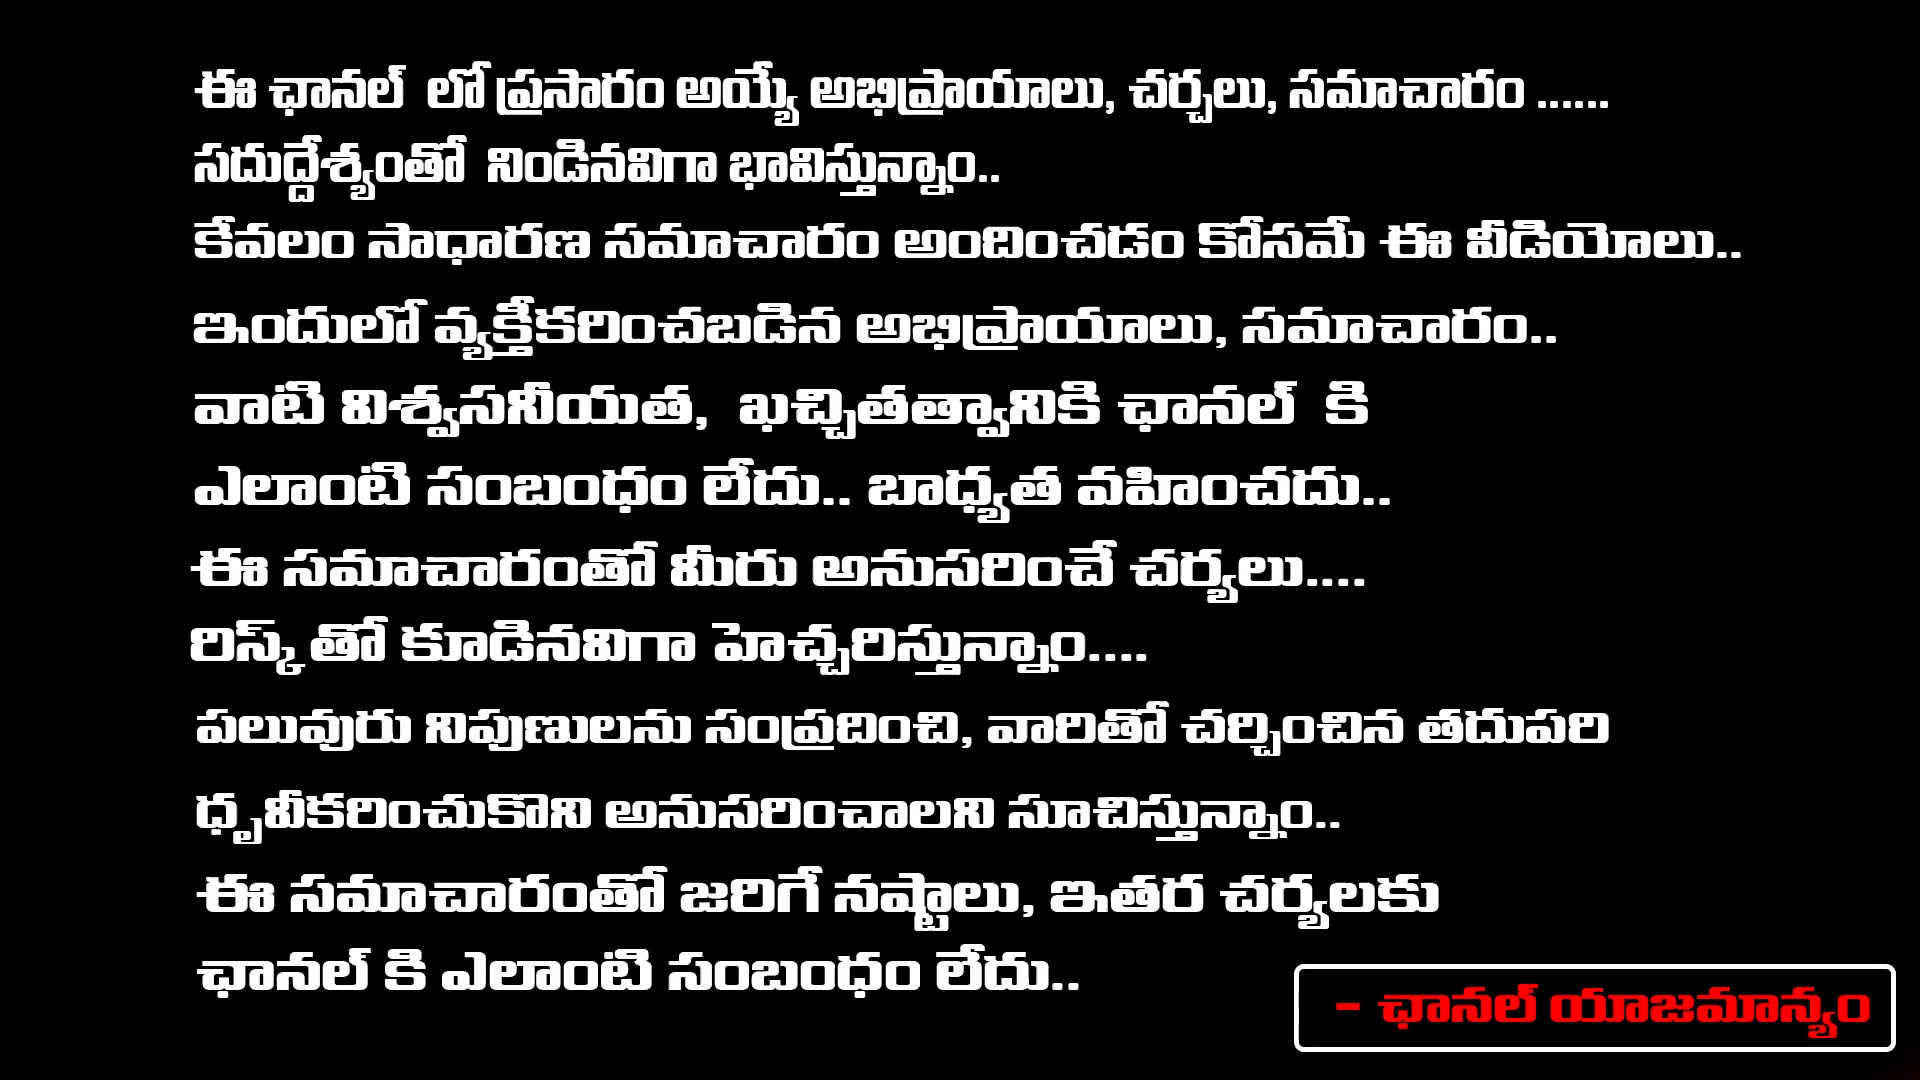 ఈ ఛానల్ లో ప్రసారం అయ్యే అభిప్రాయాలు, చర్చలు, సమాచారం ......
సదుద్దేశ్యంతో నిండినవిగా భావిస్తున్నాం..
కేవలం సాధారణ సమాచారం అందించడం కోసమే ఈ వీడియోలు..
ఇందులో వ్యక్తీకరించబడిన అభిప్రాయాలు, సమాచారం..
వాటి విశ్వసనీయత, ఖచ్చితత్వానికి ఛానల్ కి
ఎలాంటి సంబంధం లేదు.. బాధ్యత వహించదు..
ఈ సమాచారంతో మీరు అనుసరించే చర్యలు....
రిస్క్ తో కూడినవిగా హెచ్చరిస్తున్నాం....
పలువురు నిపుణులను సంప్రదించి, వారితో చర్చించిన తదుపరి
ధృవీకరించుకొని అనుసరించాలని సూచిస్తున్నాం..
ఈ సమాచారంతో జరిగే నష్టాలు, ఇతర చర్యలకు
ఛానల్ కి ఎలాంటి సంబంధం లేదు..
- ఛానల్ యాజమాన్యం